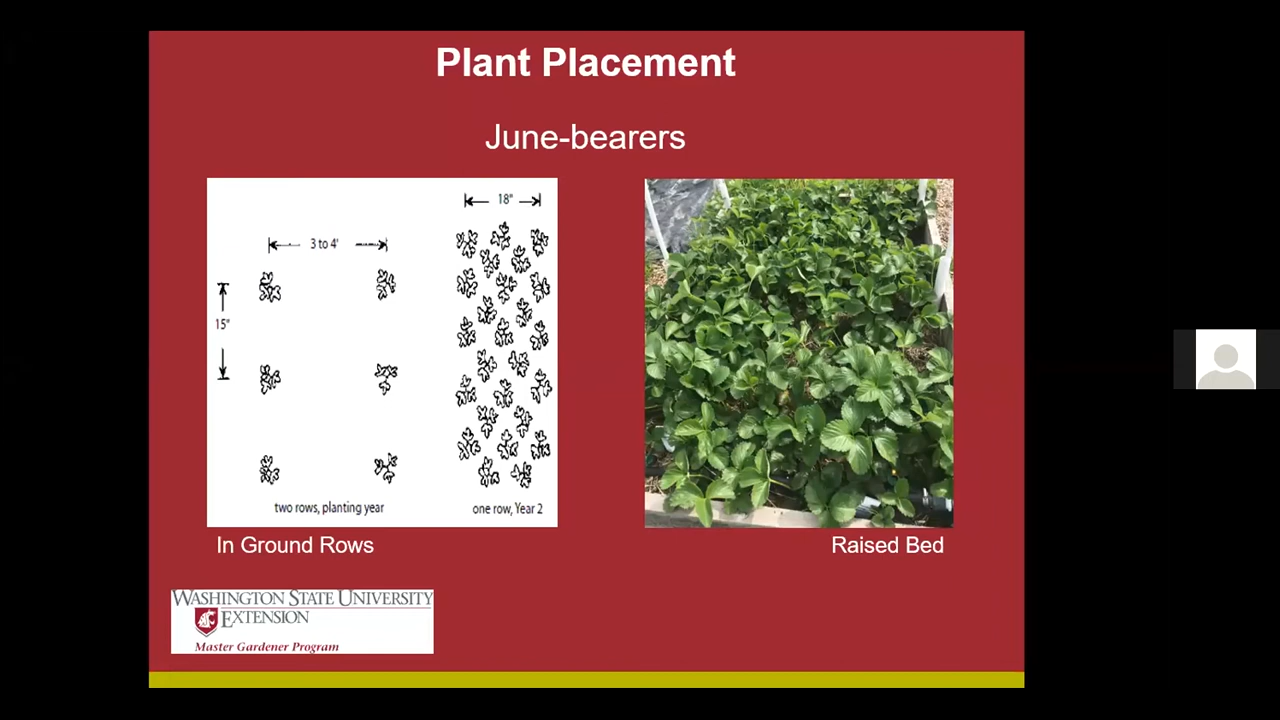 Plant Placement
June-bearers
18"
3 to 4'
15"
two rows, planting year
one row, Year 2
In Ground Rows
Raised Bed
WASHINGTON STATE UNIVERSITY
EXTENSION
Master Gardener Program